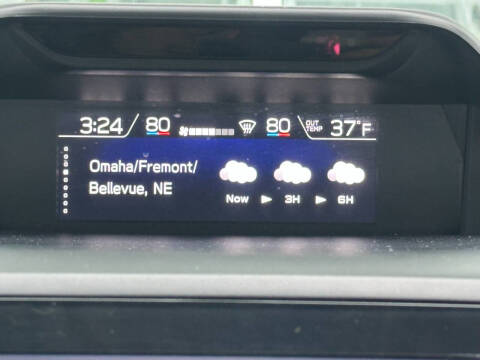 3:24 80 80 OUT TEMP 37°F
Omaha/Fremont/
Bellevue, NE
Now 3H 6H